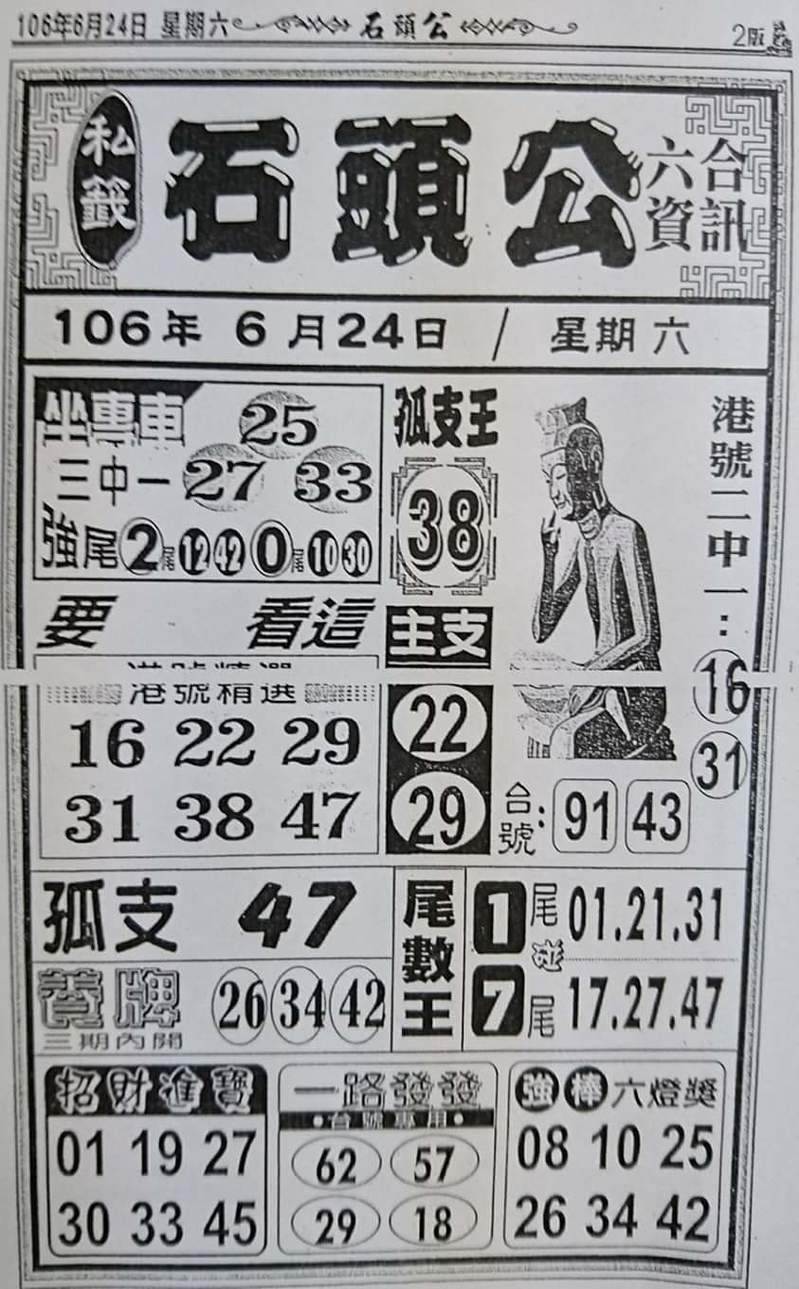 106年6月24日 星期六
石頭公
2版
私籤
石頭公
六合
資訊
106年 6月24日 / 星期六
坐專車
25
三中一 27 33
強尾 2尾 12 42 0尾 10 30
孤支王
38
港號二中一:
16
31
要 看這
主支
22
29
港號精選
16 22 29
31 38 47
台號: 91 43
孤支 47
養牌
三期內開
26 34 42
尾數王
1尾 01.21.31
碰
7尾 17.27.47
招財進寶
01 19 27
30 33 45
一路發發
•台號專用•
62 57
29 18
強棒六燈獎
08 10 25
26 34 42